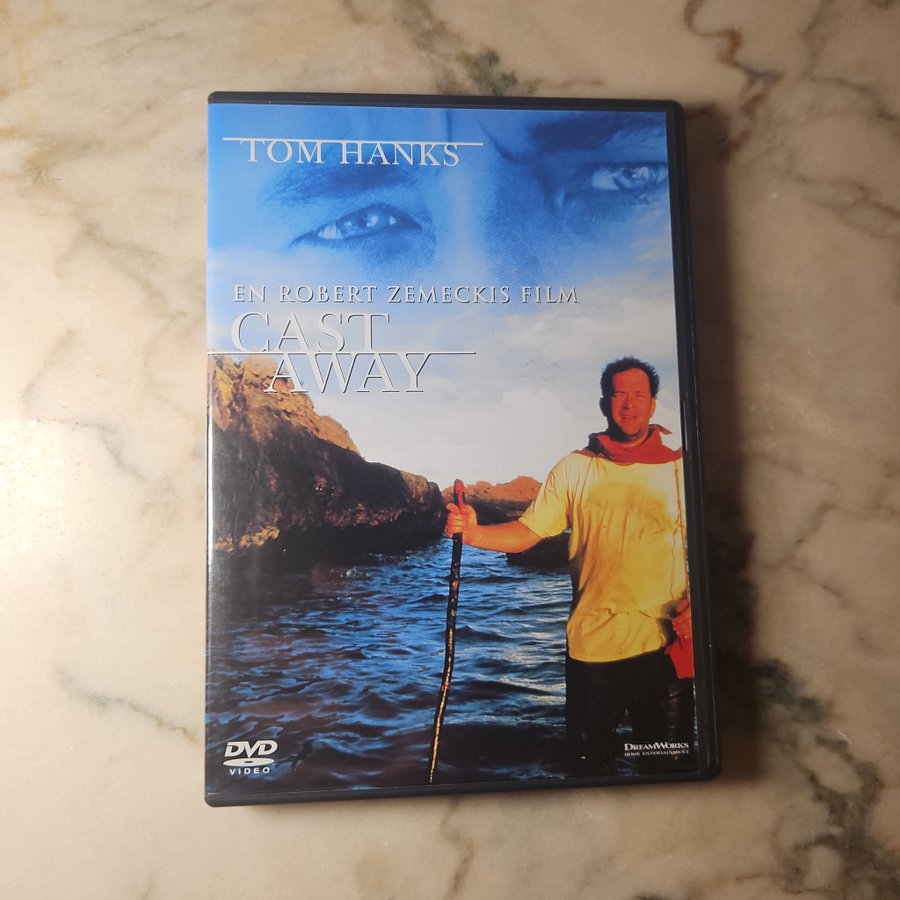 TOM HANKS
EN ROBERT ZEMECKIS FILM
CAST
AWAY
DVD
VIDEO
DREAMWORKS
HOME ENTERTAINMENT